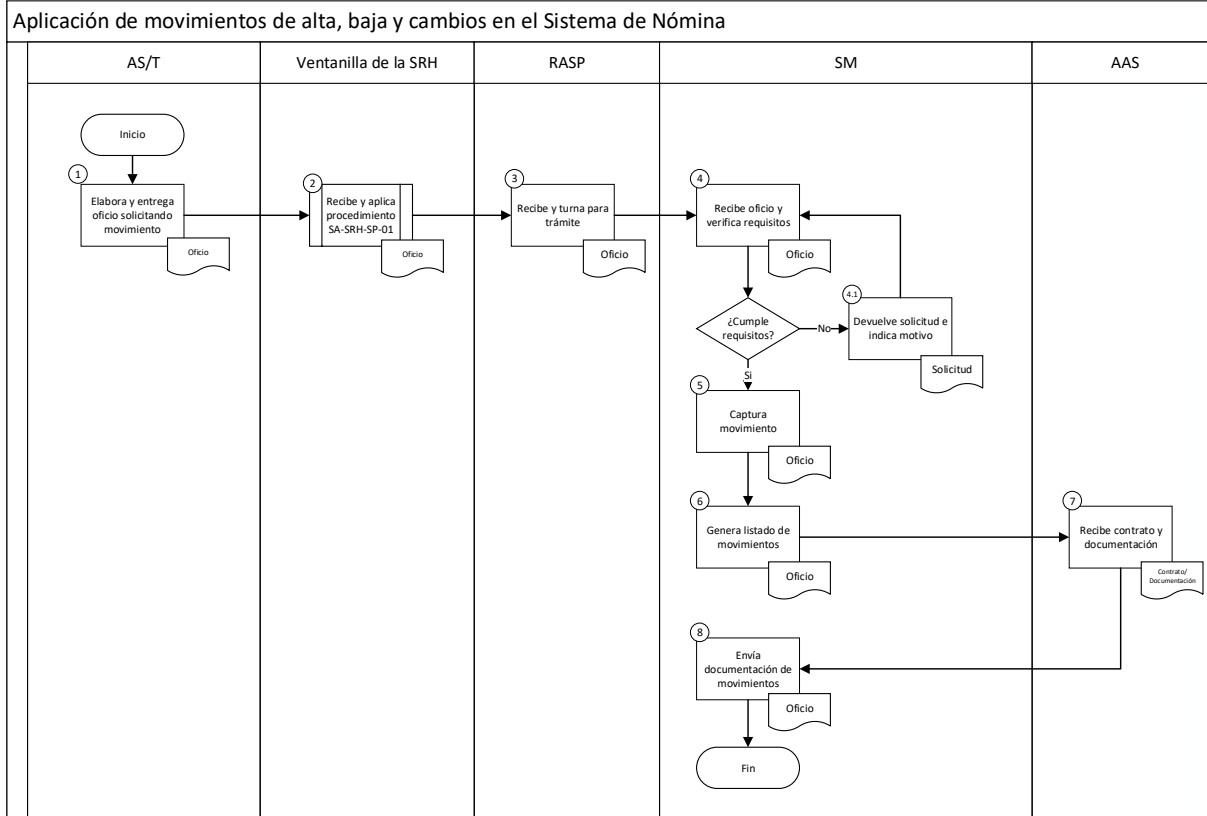 Aplicación de movimientos de alta, baja y cambios en el Sistema de Nómina
AS/T
Ventanilla de la SRH
RASP
SM
AAS
Inicio
1
Elabora y entrega
oficio solicitando
movimiento
Oficio
2
Recibe y aplica
procedimiento
SA-SRH-SP-01
Oficio
3
Recibe y turna para
trámite
Oficio
4
Recibe oficio y
verifica requisitos
Oficio
¿Cumple
requisitos?
No
4.1
Devuelve solicitud e
indica motivo
Solicitud
Si
5
Captura
movimiento
Oficio
6
Genera listado de
movimientos
Oficio
7
Recibe contrato y
documentación
Contrato/
Documentación
8
Envía
documentación de
movimientos
Oficio
Fin